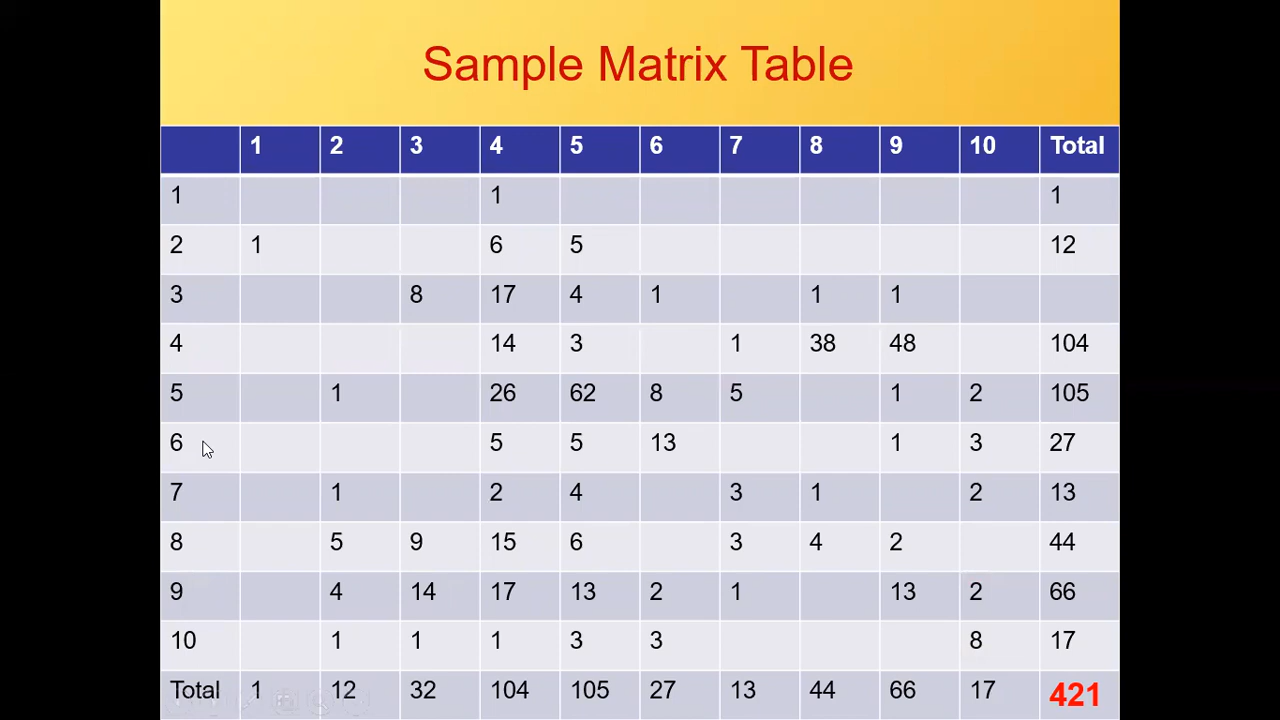 Sample Matrix Table
1 2 3 4 5 6 7 8 9 10 Total
1 1 1
2 1 6 5 12
3 8 17 4 1 1 1
4 14 3 1 38 48 104
5 1 26 62 8 5 1 2 105
6 5 5 13 1 3 27
7 1 2 4 3 1 2 13
8 5 9 15 6 3 4 2 44
9 4 14 17 13 2 1 13 2 66
10 1 1 1 3 3 8 17
Total 1 12 32 104 105 27 13 44 66 17 421